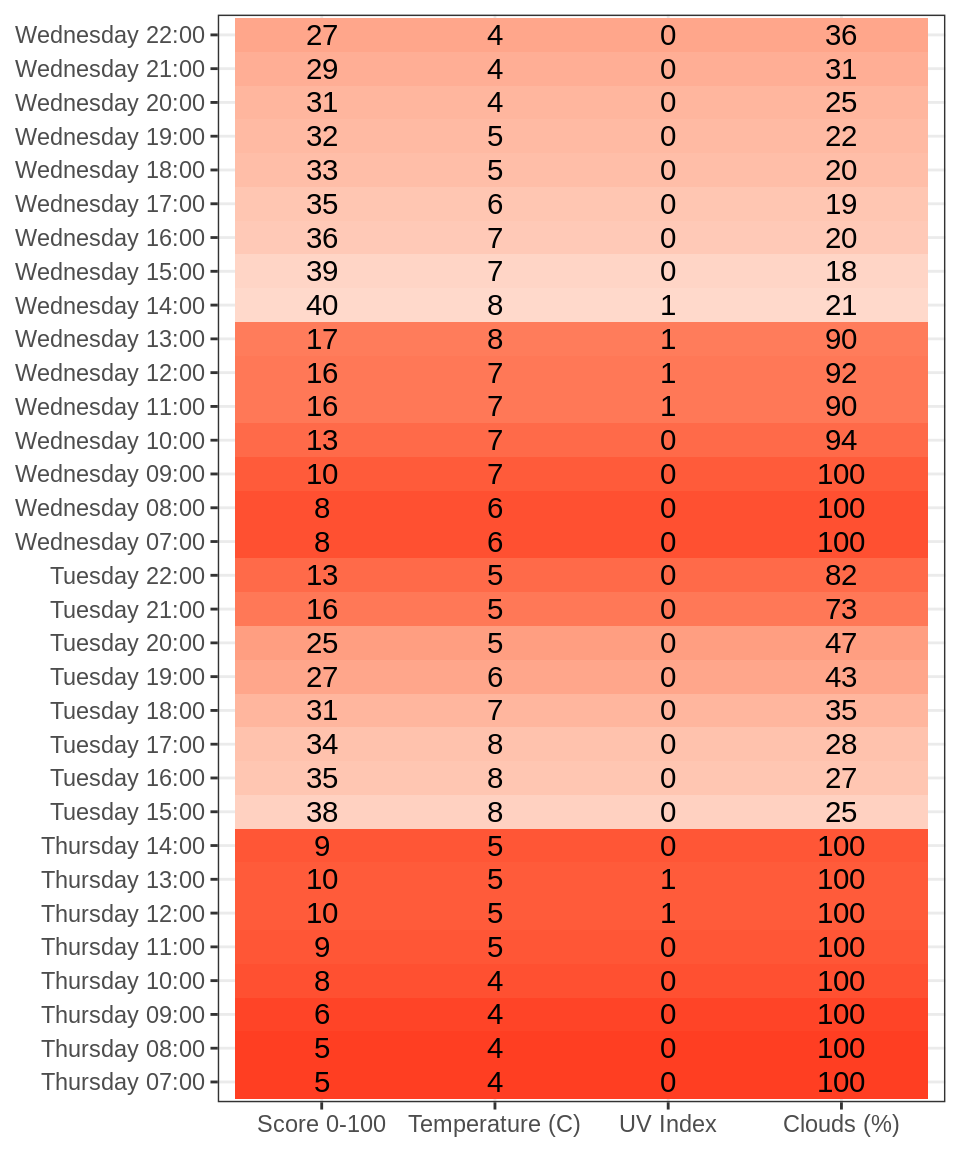 Wednesday 22:00 27 4 0 36
Wednesday 21:00 29 4 0 31
Wednesday 20:00 31 4 0 25
Wednesday 19:00 32 5 0 22
Wednesday 18:00 33 5 0 20
Wednesday 17:00 35 6 0 19
Wednesday 16:00 36 7 0 20
Wednesday 15:00 39 7 0 18
Wednesday 14:00 40 8 1 21
Wednesday 13:00 17 8 1 90
Wednesday 12:00 16 7 1 92
Wednesday 11:00 16 7 1 90
Wednesday 10:00 13 7 0 94
Wednesday 09:00 10 7 0 100
Wednesday 08:00 8 6 0 100
Wednesday 07:00 8 6 0 100
Tuesday 22:00 13 5 0 82
Tuesday 21:00 16 5 0 73
Tuesday 20:00 25 5 0 47
Tuesday 19:00 27 6 0 43
Tuesday 18:00 31 7 0 35
Tuesday 17:00 34 8 0 28
Tuesday 16:00 35 8 0 27
Tuesday 15:00 38 8 0 25
Thursday 14:00 9 5 0 100
Thursday 13:00 10 5 1 100
Thursday 12:00 10 5 1 100
Thursday 11:00 9 5 0 100
Thursday 10:00 8 4 0 100
Thursday 09:00 6 4 0 100
Thursday 08:00 5 4 0 100
Thursday 07:00 5 4 0 100
Score 0-100 Temperature (C) UV Index Clouds (%)